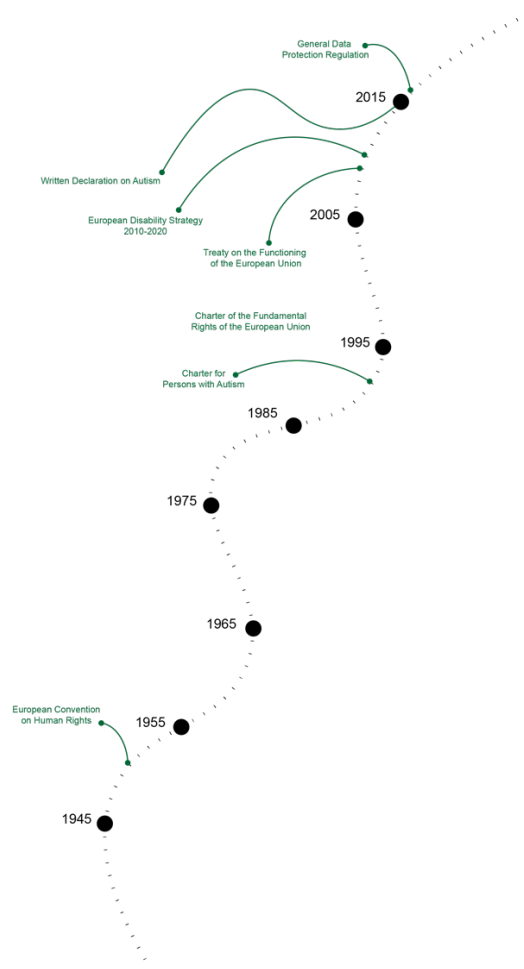 General Data
Protection Regulation
2015
Written Declaration on Autism
European Disability Strategy
2010-2020
2005
Treaty on the Functioning
of the European Union
Charter of the Fundamental
Rights of the European Union
1995
Charter for
Persons with Autism
1985
1975
1965
European Convention
on Human Rights
1955
1945